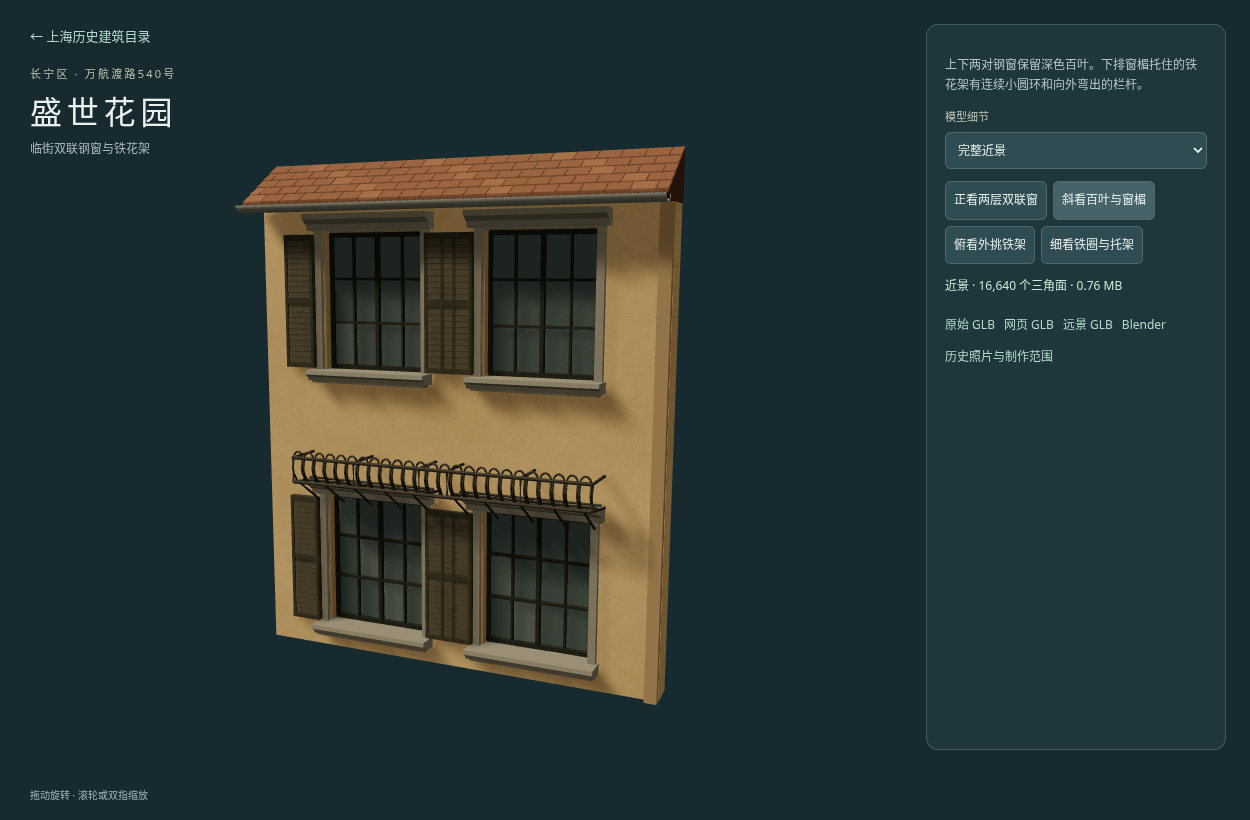 ← 上海历史建筑目录
长宁区 · 万航渡路540号
盛世花园
临街双联钢窗与铁花架
上下两对钢窗保留深色百叶。下排窗楣托住的铁
花架有连续小圆环和向外弯出的栏杆。
模型细节
完整近景
正看两层双联窗 斜看百叶与窗楣
俯看外挑铁架 细看铁圈与托架
近景 · 16,640 个三角面 · 0.76 MB
原始 GLB 网页 GLB 远景 GLB Blender
历史照片与制作范围
拖动旋转 · 滚轮或双指缩放